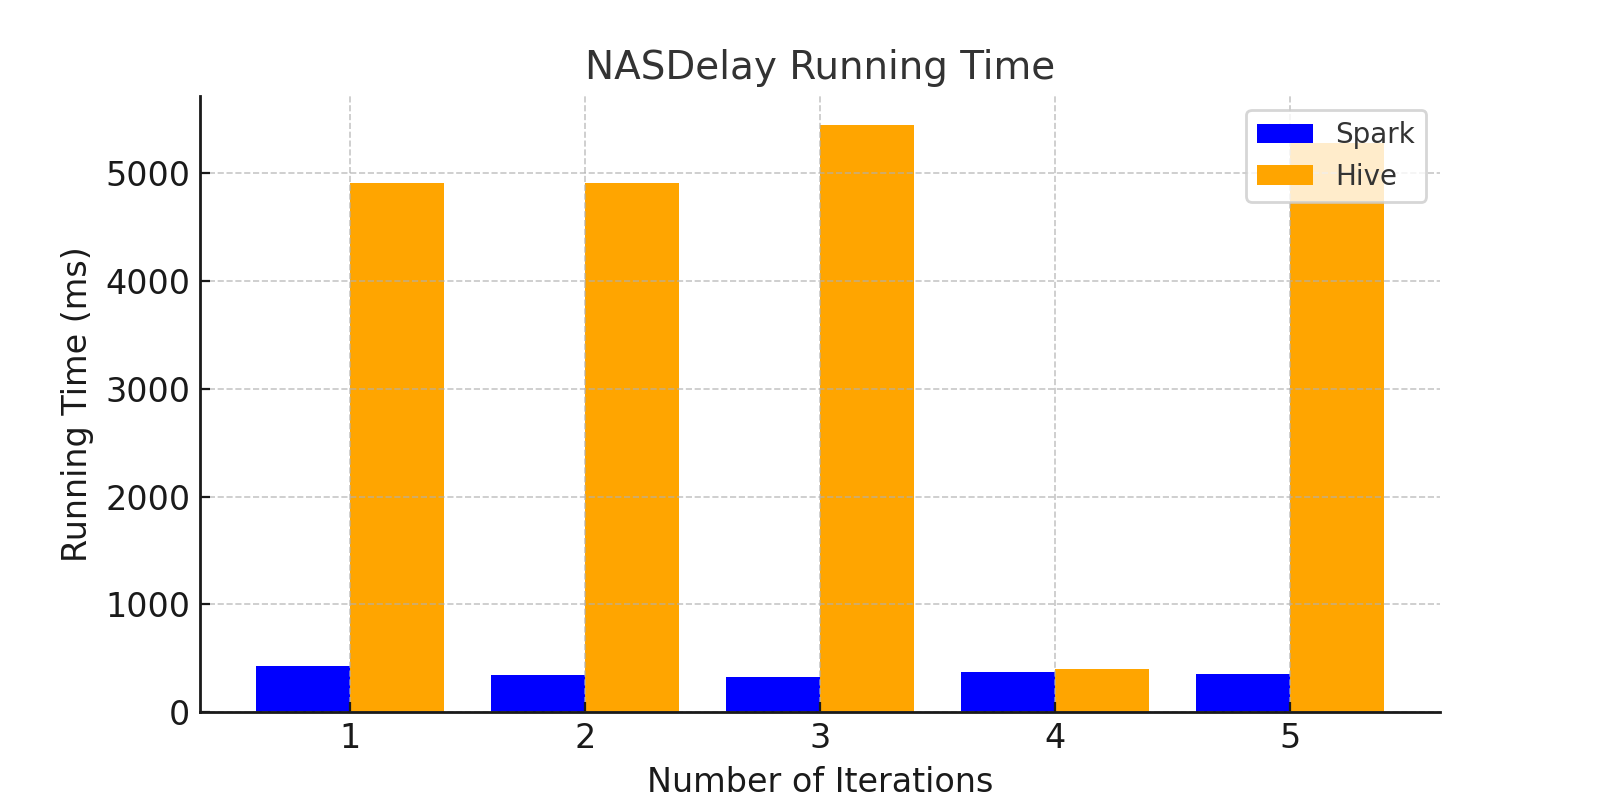 NASDelay Running Time
Spark
Hive
Running Time (ms)
5000
4000
3000
2000
1000
0
1 2 3 4 5
Number of Iterations